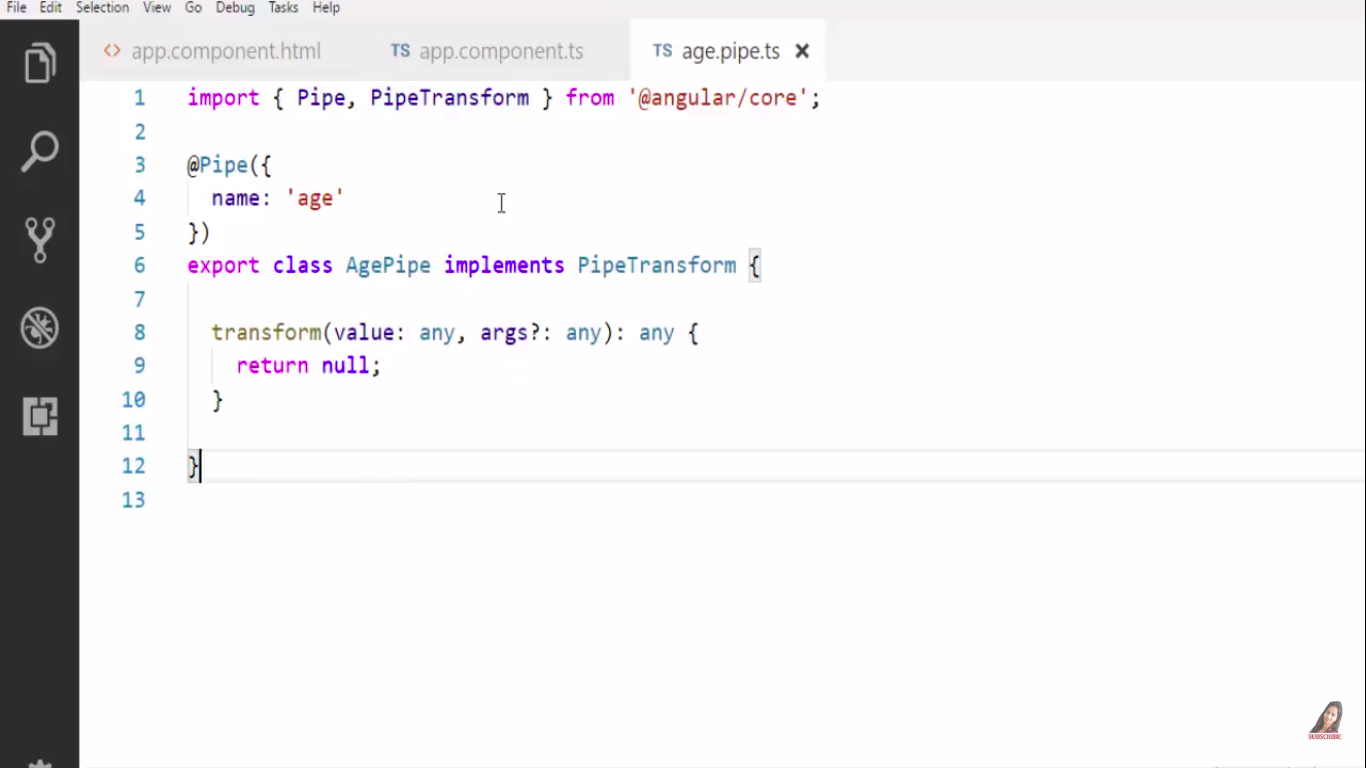 File Edit Selection View Go Debug Tasks Help
<> app.component.html TS app.component.ts TS age.pipe.ts ×
1 import { Pipe, PipeTransform } from '@angular/core';
2
3 @Pipe({
4 name: 'age'
5 })
6 export class AgePipe implements PipeTransform {
7
8 transform(value: any, args?: any): any {
9 return null;
10 }
11
12 }
13
SUBSCRIBE